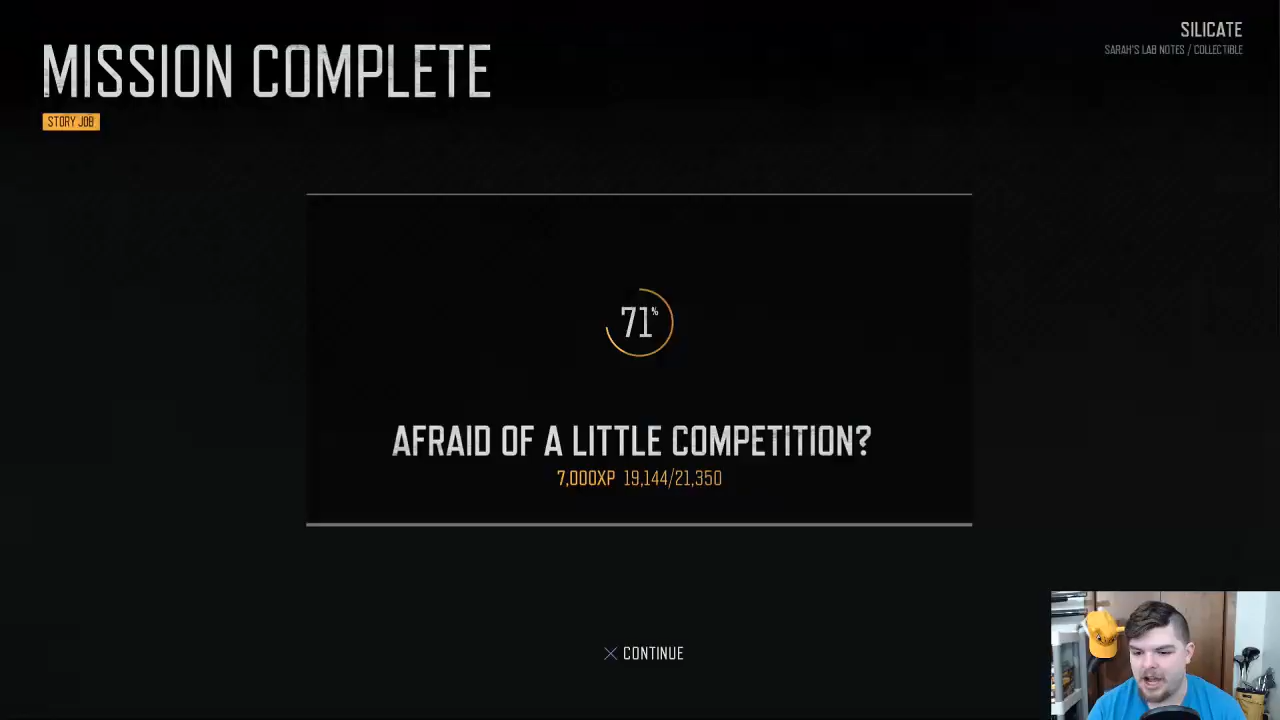 SILICATE
SARAH'S LAB NOTES / COLLECTIBLE
MISSION COMPLETE
STORY JOB
71%
AFRAID OF A LITTLE COMPETITION?
7,000XP 19,144/21,350
CONTINUE